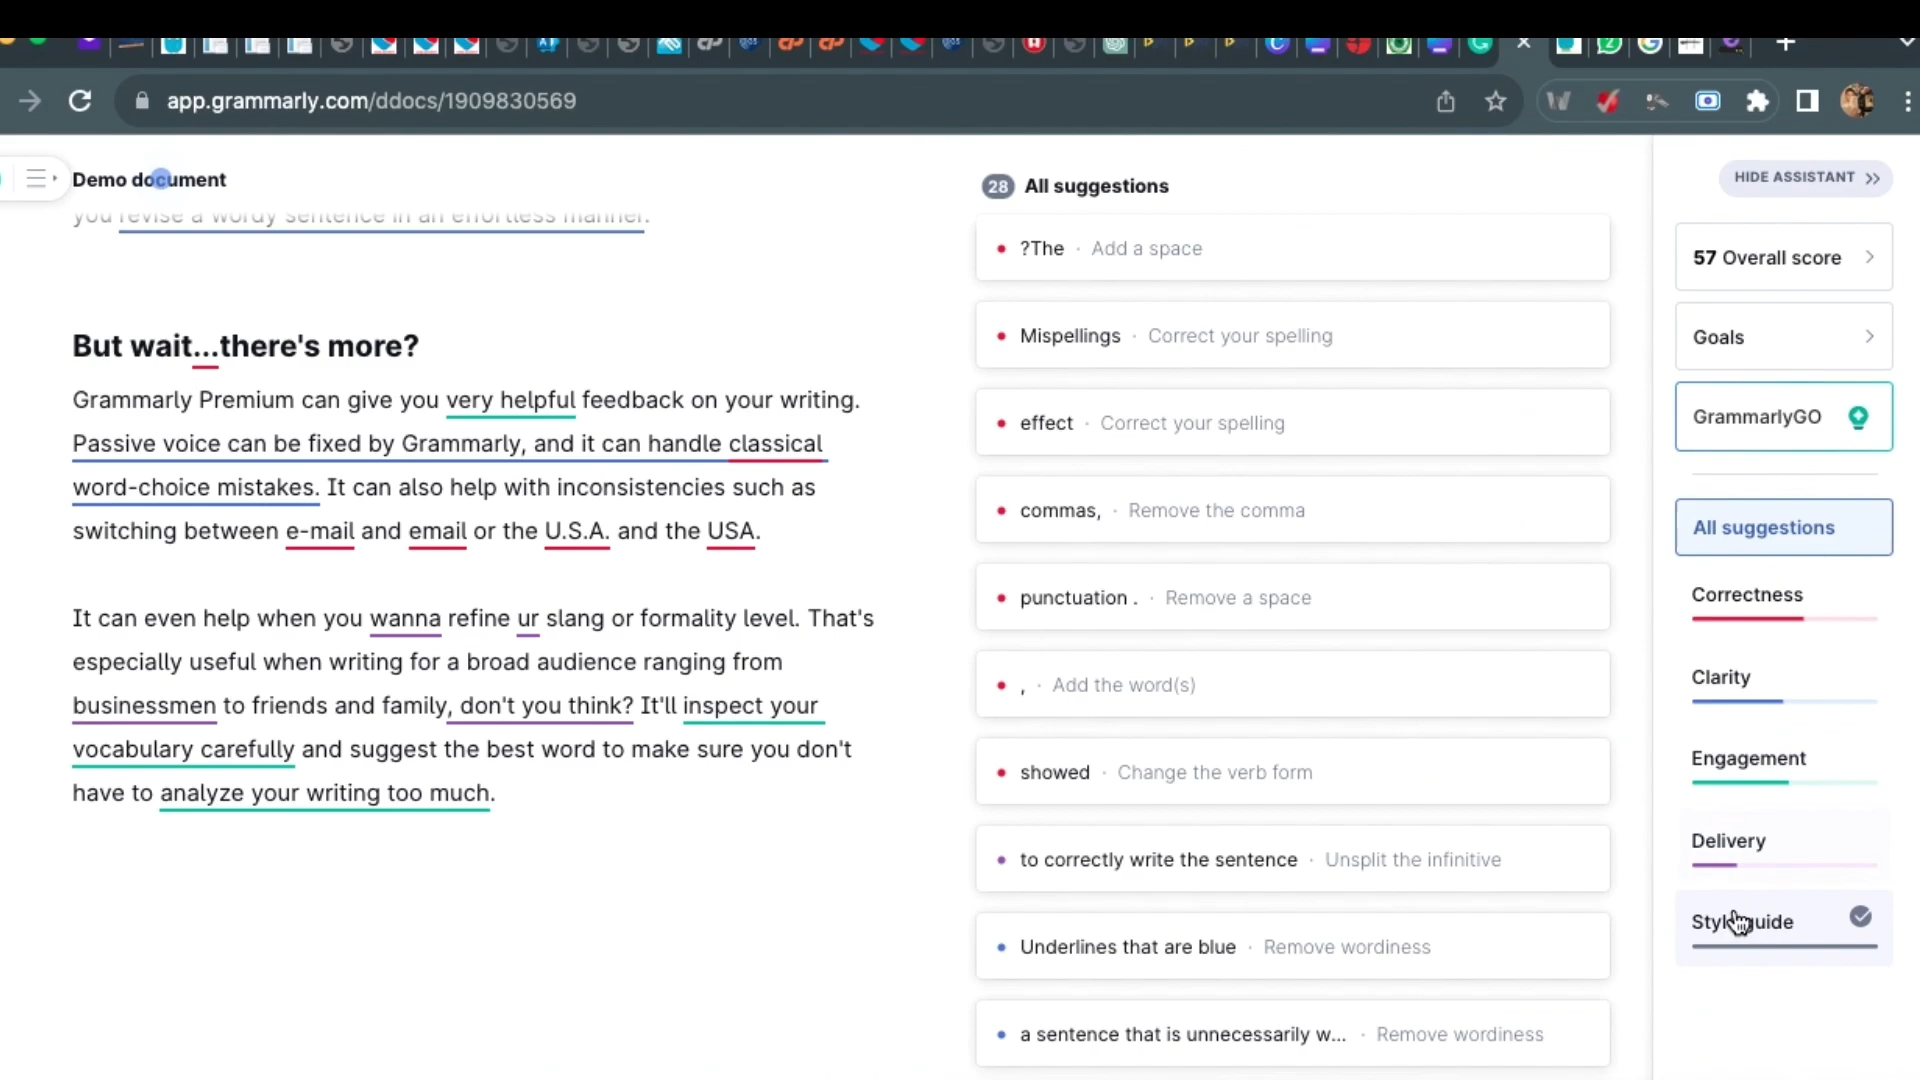 app.grammarly.com/ddocs/1909830569
Demo document
you revise a wordy sentence in an effortless manner.
But wait...there's more?
Grammarly Premium can give you very helpful feedback on your writing.
Passive voice can be fixed by Grammarly, and it can handle classical
word-choice mistakes. It can also help with inconsistencies such as
switching between e-mail and email or the U.S.A. and the USA.
It can even help when you wanna refine ur slang or formality level. That's
especially useful when writing for a broad audience ranging from
businessmen to friends and family, don't you think? It'll inspect your
vocabulary carefully and suggest the best word to make sure you don't
have to analyze your writing too much.
28 All suggestions
?The · Add a space
Mispellings · Correct your spelling
effect · Correct your spelling
commas, · Remove the comma
punctuation . · Remove a space
, · Add the word(s)
showed · Change the verb form
to correctly write the sentence · Unsplit the infinitive
Underlines that are blue · Remove wordiness
a sentence that is unnecessarily w... · Remove wordiness
HIDE ASSISTANT
57 Overall score
Goals
GrammarlyGO
All suggestions
Correctness
Clarity
Engagement
Delivery
Style guide